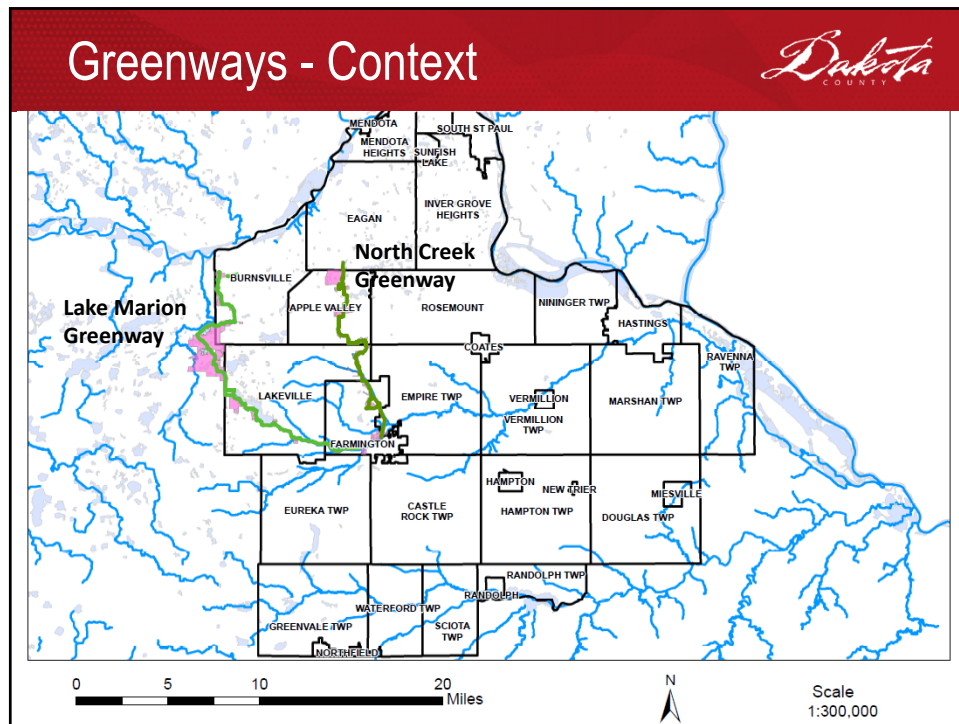 Greenways - Context
Dakota
COUNTY
MENDOTA
SOUTH ST PAUL
MENDOTA
HEIGHTS
SUNFISH
LAKE
INVER GROVE
HEIGHTS
EAGAN
North Creek
Greenway
BURNSVILLE
Lake Marion
Greenway
APPLE VALLEY
ROSEMOUNT
NININGER TWP
HASTINGS
COATES
RAVENNA
TWP
LAKEVILLE
EMPIRE TWP
VERMILLION
MARSHAN TWP
VERMILLION
TWP
FARMINGTON
HAMPTON
NEW TRIER
MIESVILLE
EUREKA TWP
CASTLE
ROCK TWP
HAMPTON TWP
DOUGLAS TWP
RANDOLPH TWP
RANDOLPH
WATERFORD TWP
GREENVALE TWP
SCIOTA
TWP
NORTHFIELD
0 5 10 20
Miles
N
Scale
1:300,000